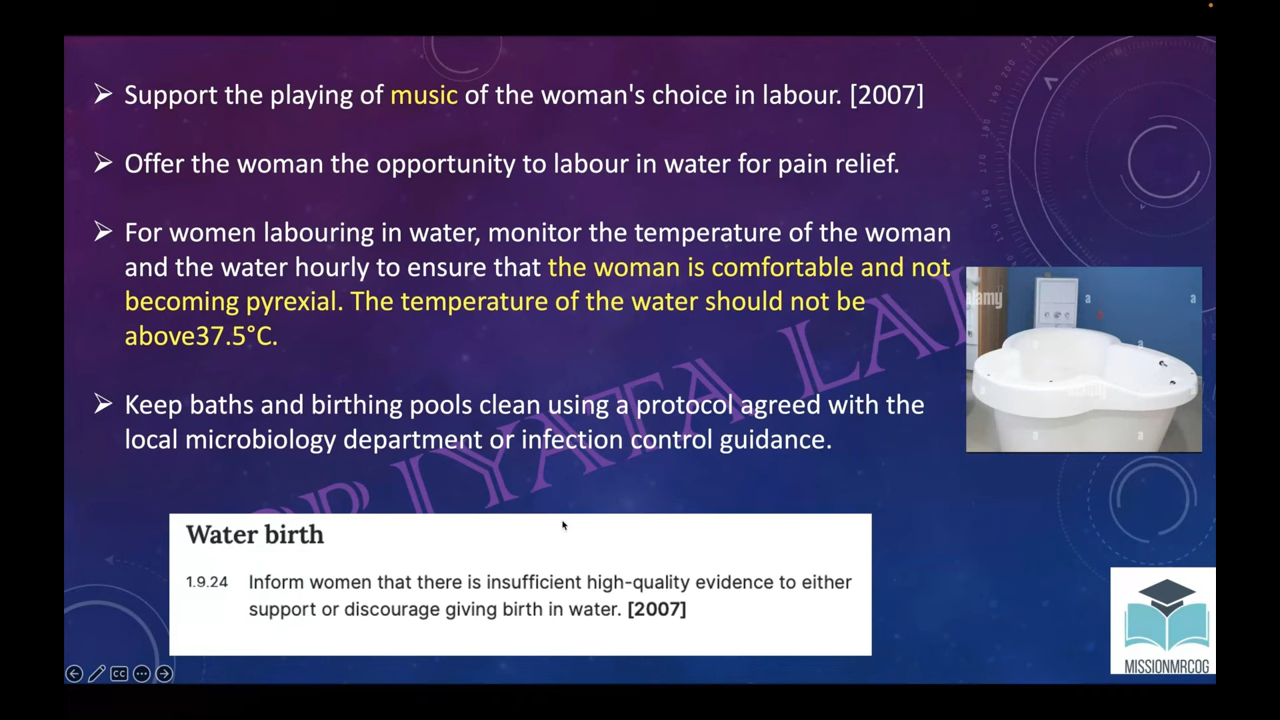 Support the playing of music of the woman's choice in labour. [2007]
Offer the woman the opportunity to labour in water for pain relief.
For women labouring in water, monitor the temperature of the woman
and the water hourly to ensure that the woman is comfortable and not
becoming pyrexial. The temperature of the water should not be
above37.5°C.
Keep baths and birthing pools clean using a protocol agreed with the
local microbiology department or infection control guidance.
Water birth
1.9.24 Inform women that there is insufficient high-quality evidence to either
support or discourage giving birth in water. [2007]
MISSIONMRCOG
CC